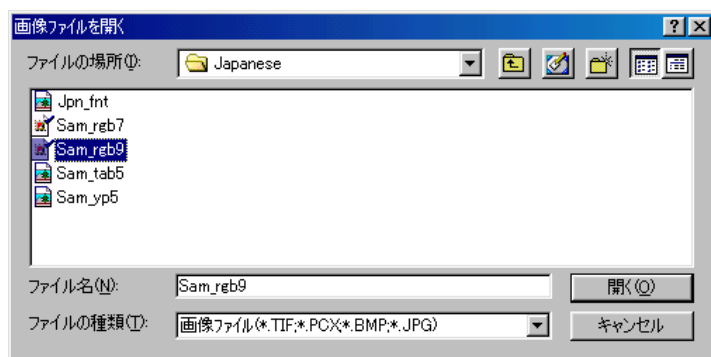 画像ファイルを開く
ファイルの場所(I):
Japanese
Jpn_fnt
Sam_rgb7
Sam_rgb9
Sam_tab5
Sam_yp5
ファイル名(N):
Sam_rgb9
開く(O)
ファイルの種類(T):
画像ファイル(*.TIF;*.PCX;*.BMP;*.JPG)
キャンセル